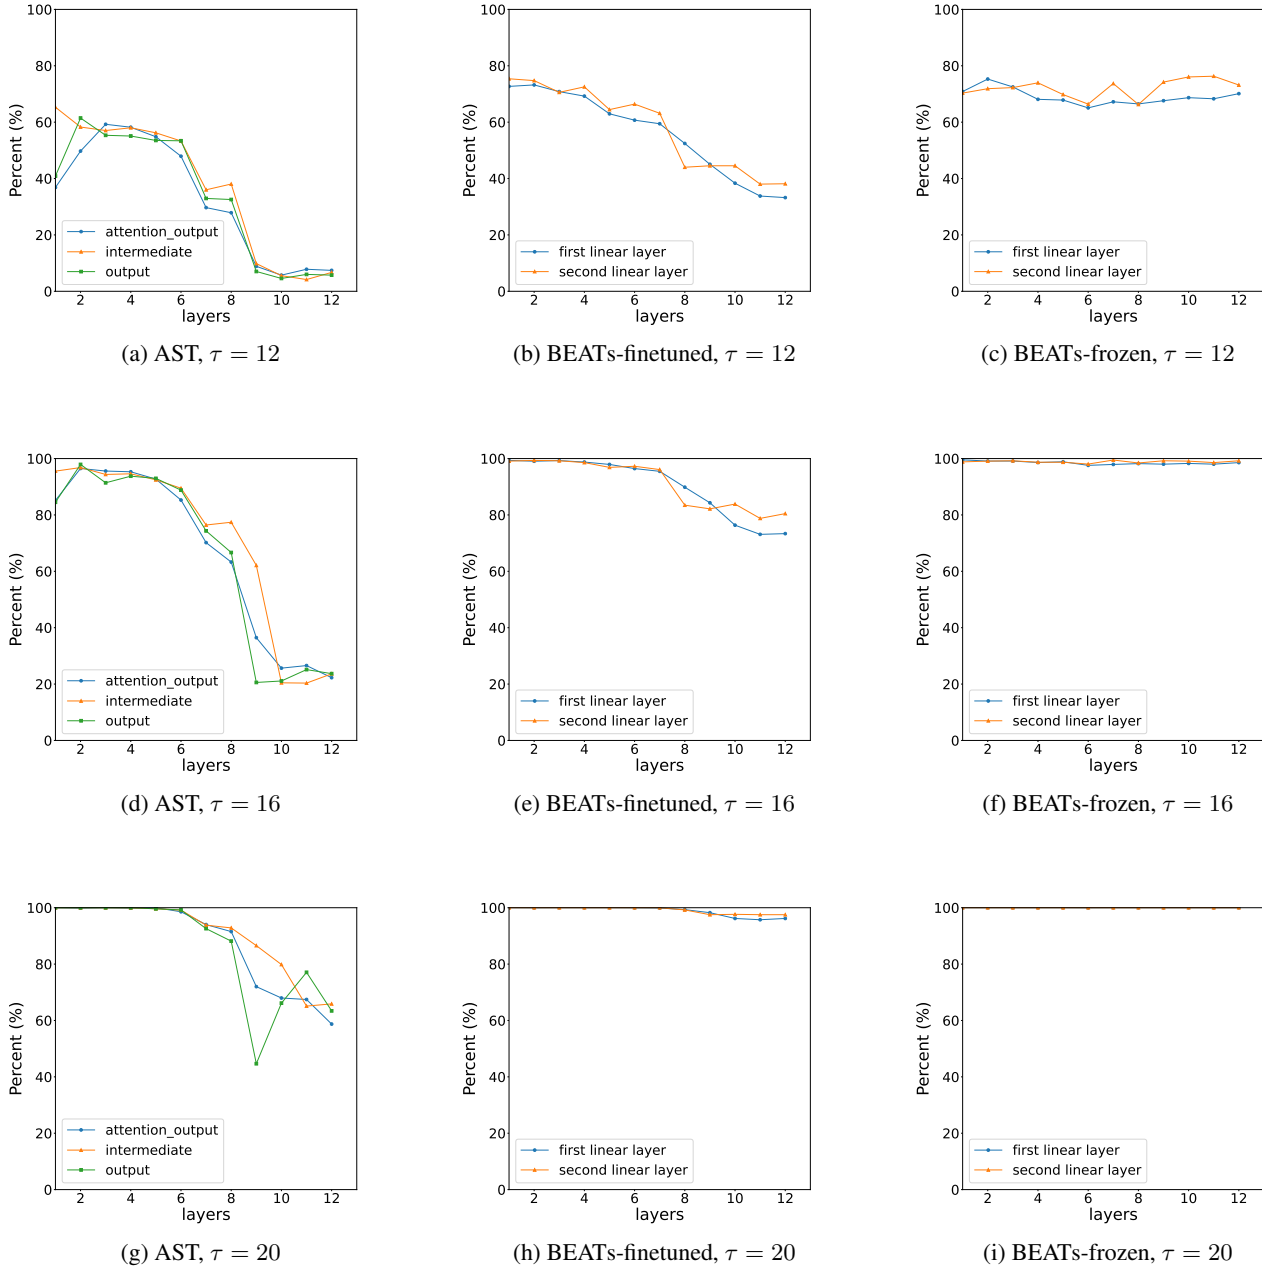 100
80
60
40
20
0
Percent (%)
attention_output
intermediate
output
2 4 6 8 10 12
layers
(a) AST, τ = 12
100
80
60
40
20
0
Percent (%)
first linear layer
second linear layer
2 4 6 8 10 12
layers
(b) BEATs-finetuned, τ = 12
100
80
60
40
20
0
Percent (%)
first linear layer
second linear layer
2 4 6 8 10 12
layers
(c) BEATs-frozen, τ = 12
100
80
60
40
20
0
Percent (%)
attention_output
intermediate
output
2 4 6 8 10 12
layers
(d) AST, τ = 16
100
80
60
40
20
0
Percent (%)
first linear layer
second linear layer
2 4 6 8 10 12
layers
(e) BEATs-finetuned, τ = 16
100
80
60
40
20
0
Percent (%)
first linear layer
second linear layer
2 4 6 8 10 12
layers
(f) BEATs-frozen, τ = 16
100
80
60
40
20
0
Percent (%)
attention_output
intermediate
output
2 4 6 8 10 12
layers
(g) AST, τ = 20
100
80
60
40
20
0
Percent (%)
first linear layer
second linear layer
2 4 6 8 10 12
layers
(h) BEATs-finetuned, τ = 20
100
80
60
40
20
0
Percent (%)
first linear layer
second linear layer
2 4 6 8 10 12
layers
(i) BEATs-frozen, τ = 20